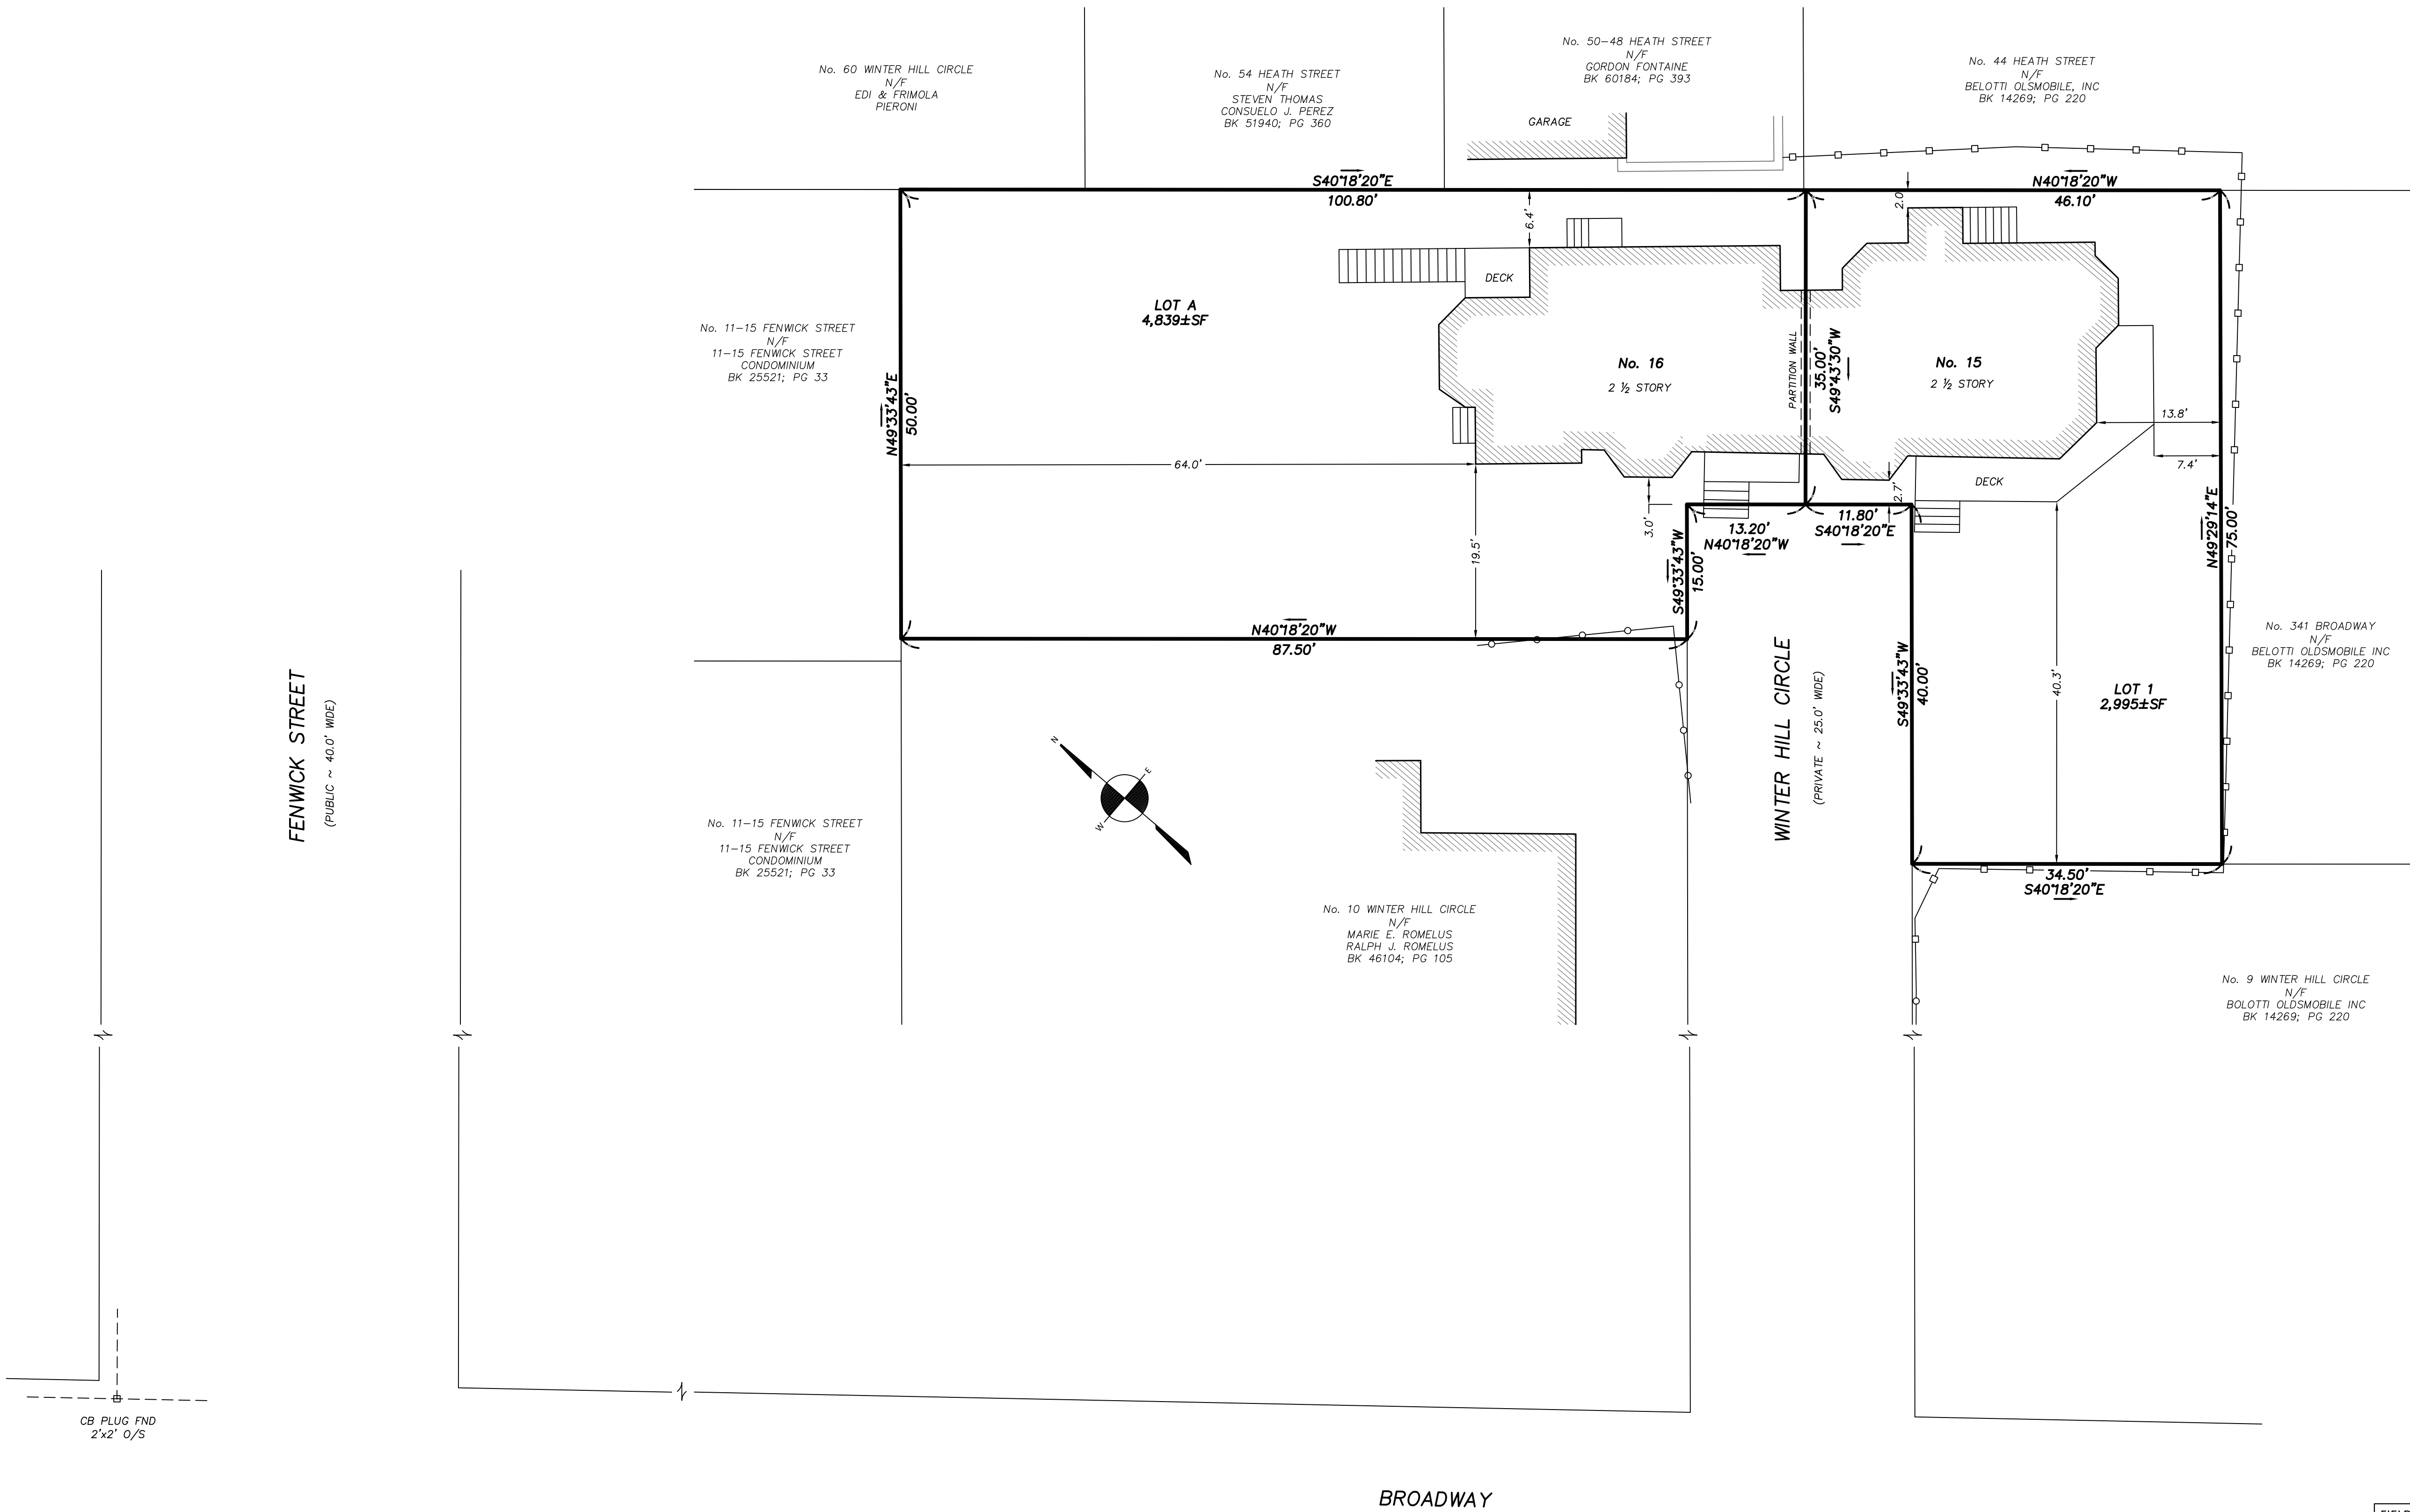 No. 60 WINTER HILL CIRCLE
N/F
EDI & FRIMOLA
PIERONI
No. 54 HEATH STREET
N/F
STEVEN THOMAS
CONSUELO J. PEREZ
BK 51940; PG 360
No. 50-48 HEATH STREET
N/F
GORDON FONTAINE
BK 60184; PG 393
No. 44 HEATH STREET
N/F
BELOTTI OLSMOBILE, INC
BK 14269; PG 220
GARAGE
S40°18'20"E
100.80'
N40°18'20"W
46.10'
6.4'
2.0
DECK
LOT A
4,839±SF
No. 11-15 FENWICK STREET
N/F
11-15 FENWICK STREET
CONDOMINIUM
BK 25521; PG 33
N49°33'43"E
50.00'
No. 16
2 ½ STORY
PARTITION WALL
35.00'
S49°43'30"W
No. 15
2 ½ STORY
13.8'
7.4'
64.0'
DECK
2.7'
3.0'
19.5'
13.20'
N40°18'20"W
11.80'
S40°18'20"E
S49°33'43"W
15.00'
N49°29'14"E
75.00'
N40°18'20"W
87.50'
FENWICK STREET
(PUBLIC ~ 40.0' WIDE)
WINTER HILL CIRCLE
(PRIVATE ~ 25.0' WIDE)
S49°33'43"W
40.00'
40.3'
LOT 1
2,995±SF
No. 341 BROADWAY
N/F
BELOTTI OLDSMOBILE INC
BK 14269; PG 220
N
E
W
No. 11-15 FENWICK STREET
N/F
11-15 FENWICK STREET
CONDOMINIUM
BK 25521; PG 33
34.50'
S40°18'20"E
No. 10 WINTER HILL CIRCLE
N/F
MARIE E. ROMELUS
RALPH J. ROMELUS
BK 46104; PG 105
No. 9 WINTER HILL CIRCLE
N/F
BOLOTTI OLDSMOBILE INC
BK 14269; PG 220
CB PLUG FND
2'x2' O/S
BROADWAY